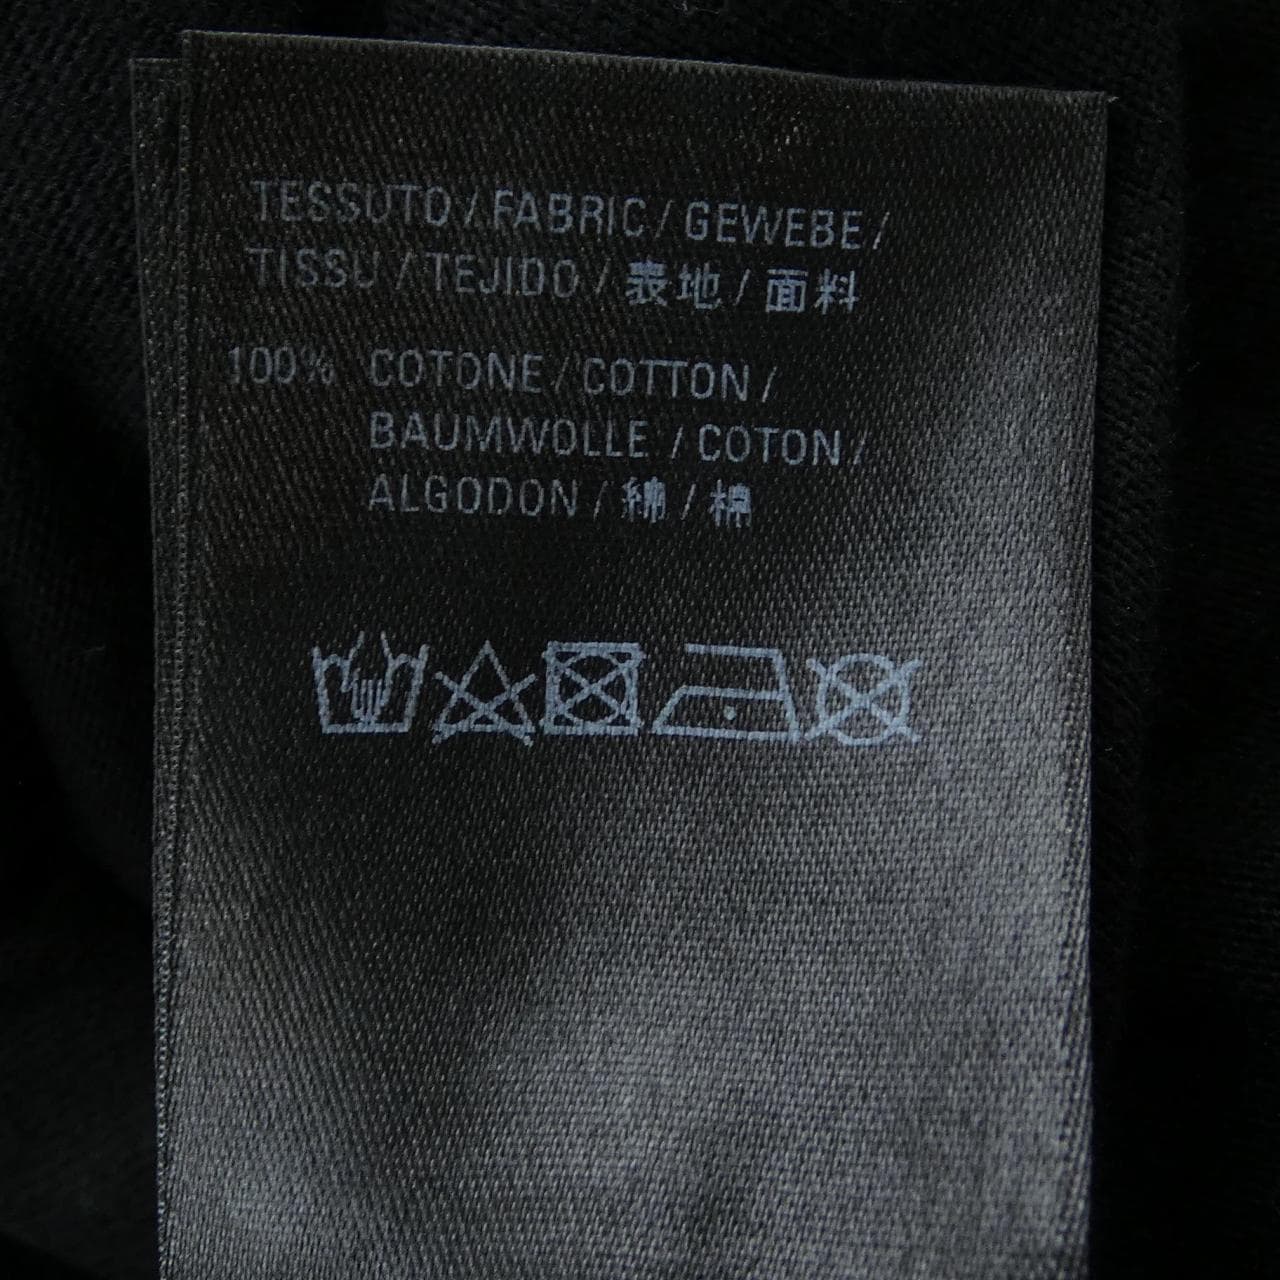 TESSUTO / FABRIC / GEWEBE /
TISSU / TEJIDO / 表地 / 面料
100% COTONE / COTTON /
BAUMWOLLE / COTON /
ALGODON / 綿 / 棉